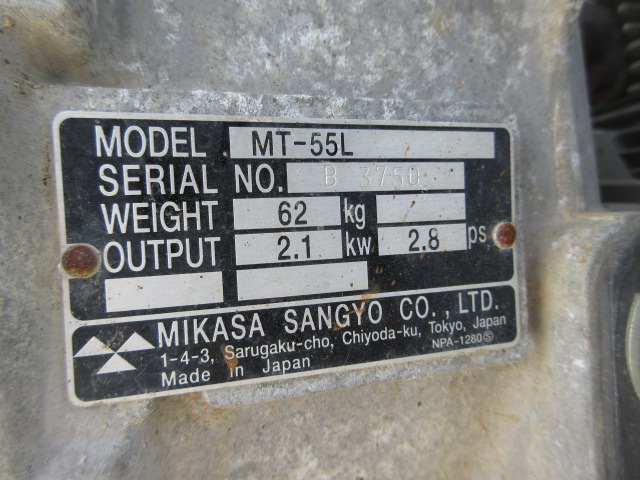 MODEL MT-55L
SERIAL NO. B 3750
WEIGHT 62 kg
OUTPUT 2.1 kw 2.8 ps
MIKASA SANGYO CO., LTD.
1-4-3, Sarugaku-cho, Chiyoda-ku, Tokyo, Japan
Made in Japan NPA-1280Ⓢ